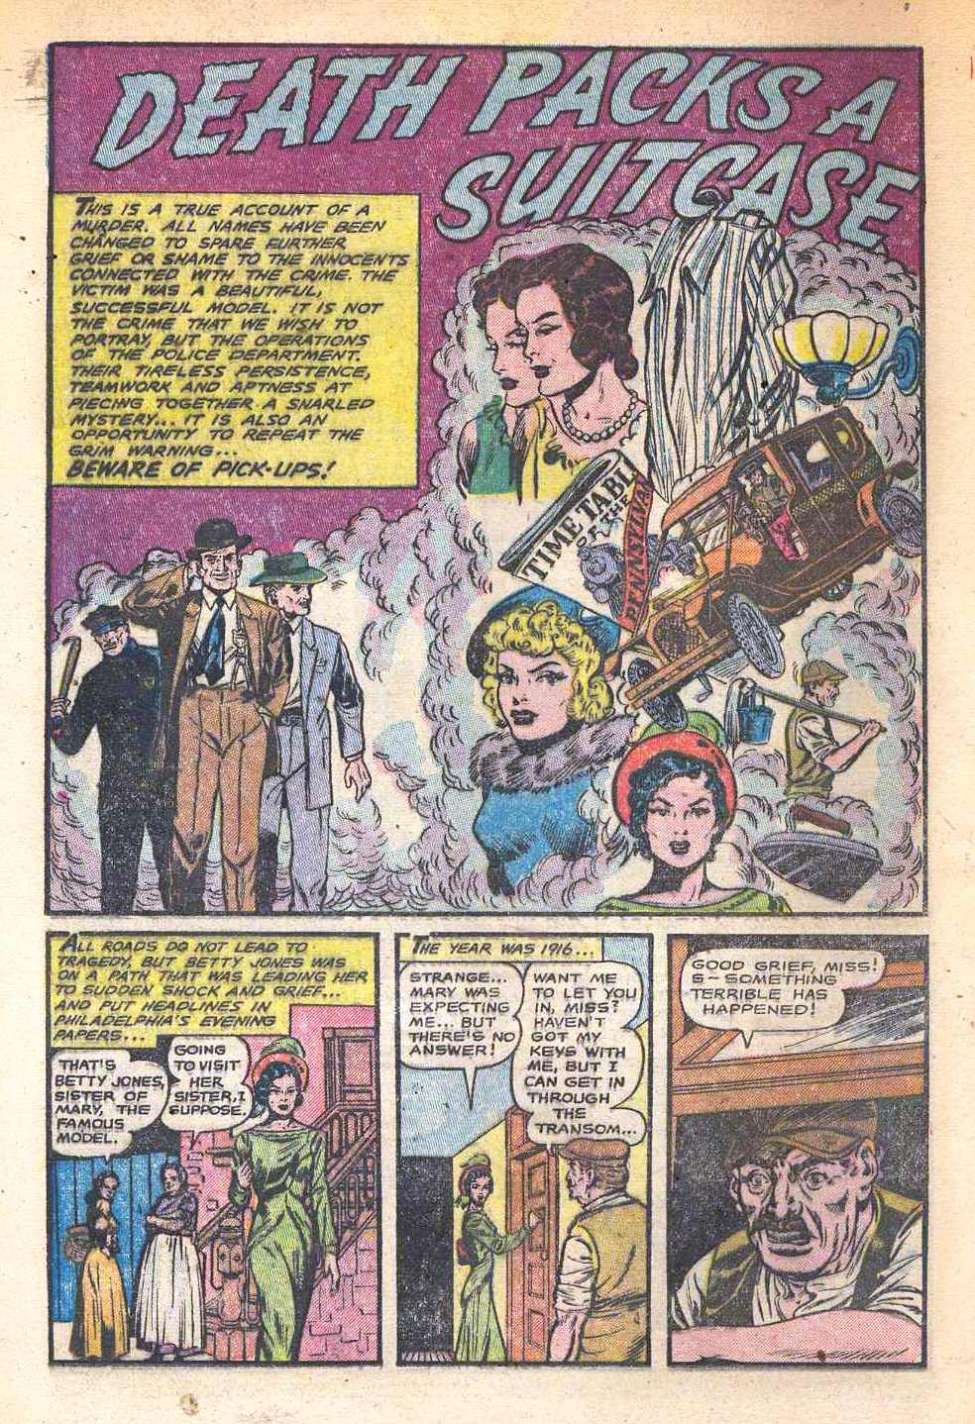 DEATH PACKS A
SUITCASE
THIS IS A TRUE ACCOUNT OF A
MURDER. ALL NAMES HAVE BEEN
CHANGED TO SPARE FURTHER
GRIEF OR SHAME TO THE INNOCENTS
CONNECTED WITH THE CRIME. THE
VICTIM WAS A BEAUTIFUL,
SUCCESSFUL MODEL. IT IS NOT
THE CRIME THAT WE WISH TO
PORTRAY, BUT THE OPERATIONS
OF THE POLICE DEPARTMENT.
THEIR TIRELESS PERSISTENCE,
TEAMWORK AND APTNESS AT
PIECING TOGETHER A SNARLED
MYSTERY... IT IS ALSO AN
OPPORTUNITY TO REPEAT THE
GRIM WARNING...
BEWARE OF PICK-UPS!
TIME TABL
OF THE
PENNSYLVA
ALL ROADS DO NOT LEAD TO
TRAGEDY, BUT BETTY JONES WAS
ON A PATH THAT WAS LEADING HER
TO SUDDEN SHOCK AND GRIEF...
AND PUT HEADLINES IN
PHILADELPHIA'S EVENING
PAPERS...
THAT'S
BETTY JONES,
SISTER OF
MARY, THE
FAMOUS
MODEL.
GOING
TO VISIT
HER
SISTER, I
SUPPOSE.
THE YEAR WAS 1916...
STRANGE...
MARY WAS
EXPECTING
ME... BUT
THERE'S NO
ANSWER!
WANT ME
TO LET YOU
IN, MISS?
HAVEN'T
GOT MY
KEYS WITH
ME, BUT I
CAN GET IN
THROUGH
THE
TRANSOM...
GOOD GRIEF, MISS!
S-SOMETHING
TERRIBLE HAS
HAPPENED!